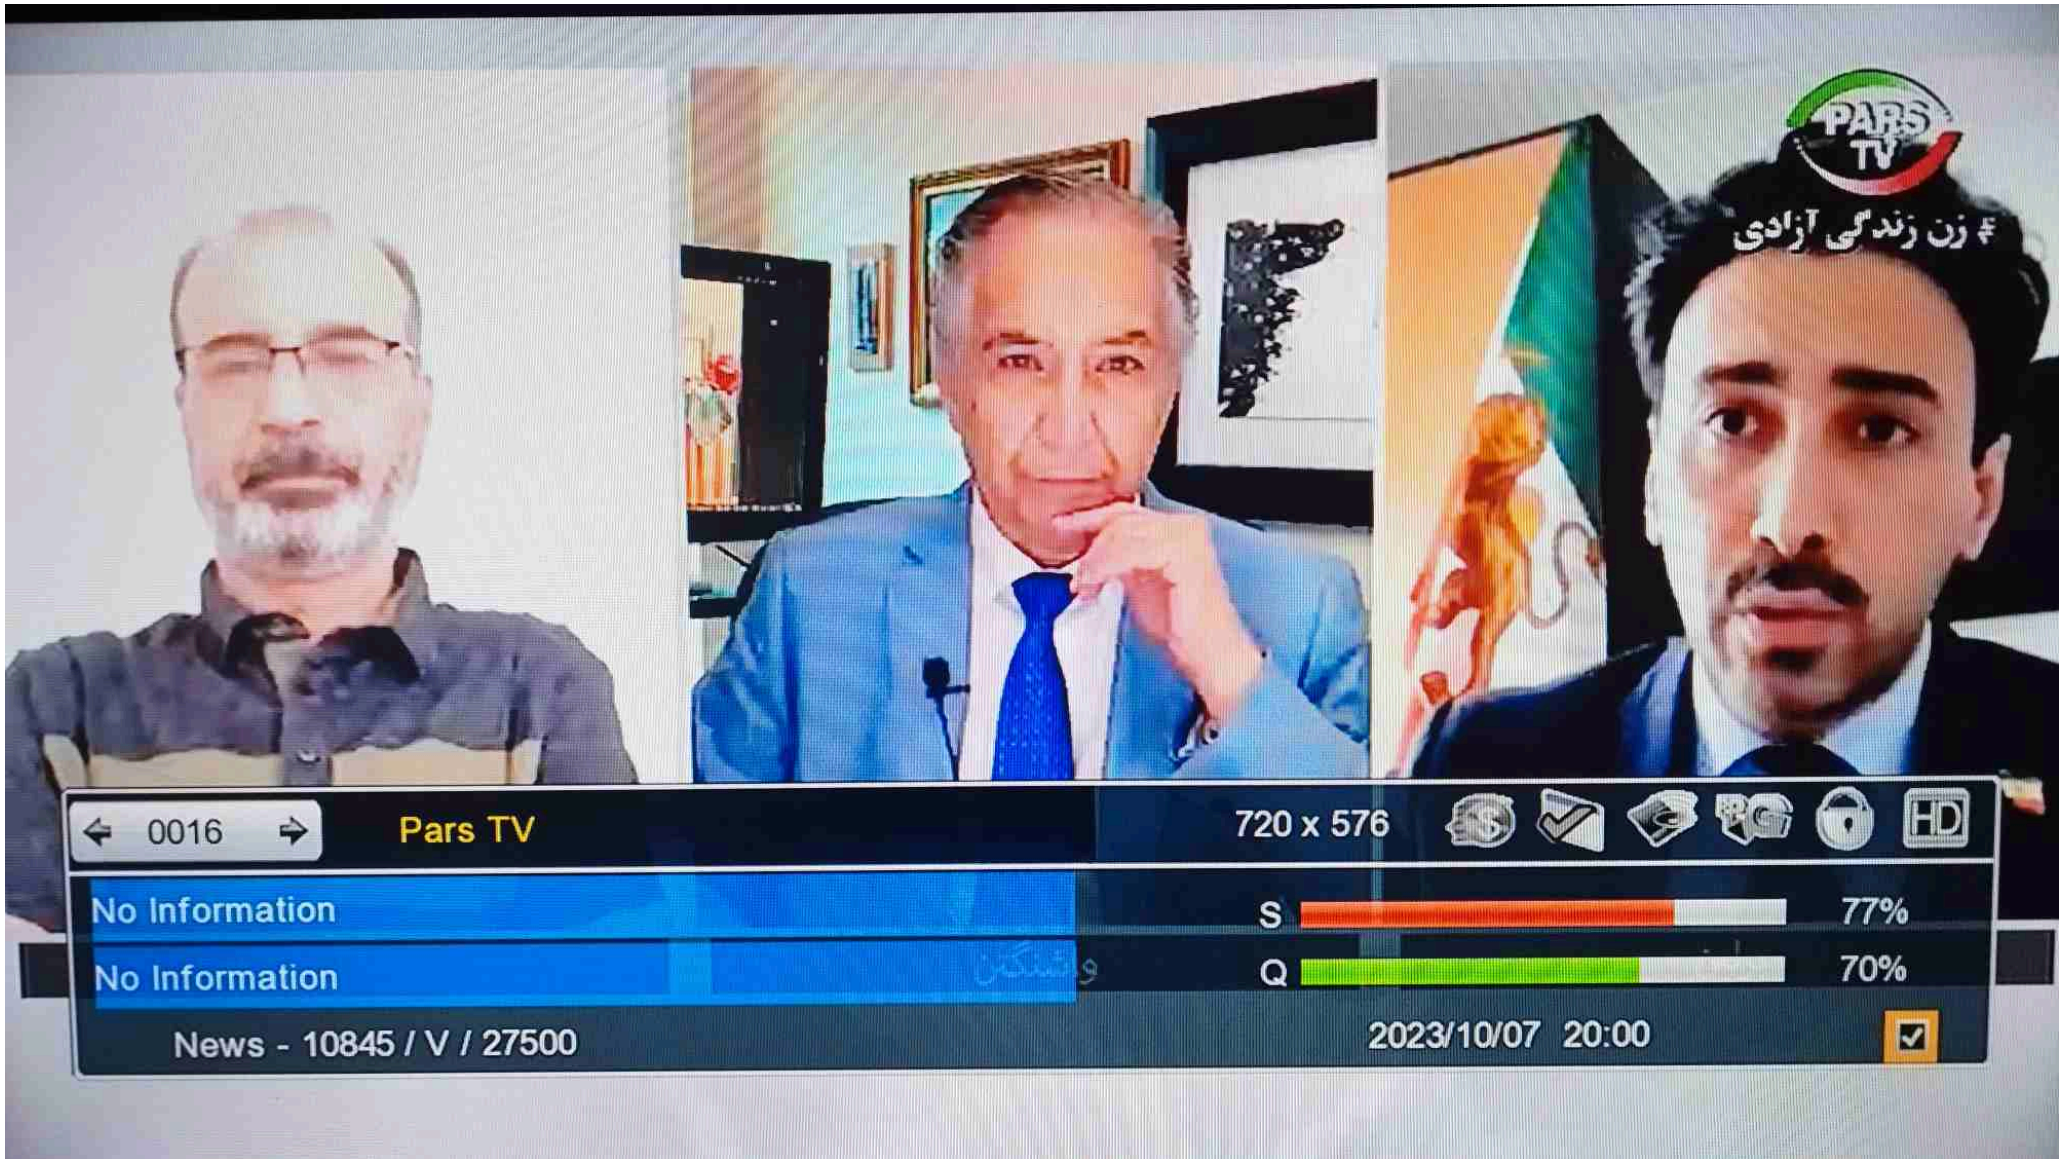 PARS
TV
# زن زندگی آزادی
0016
Pars TV
720 x 576
HD
No Information
S
77%
No Information
واشنگتن
Q
70%
News - 10845 / V / 27500
2023/10/07 20:00